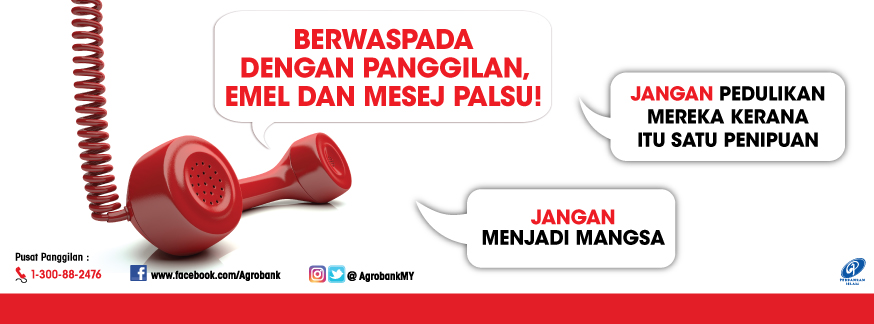 BERWASPADA
DENGAN PANGGILAN,
EMEL DAN MESEJ PALSU!
JANGAN PEDULIKAN
MEREKA KERANA
ITU SATU PENIPUAN
JANGAN
MENJADI MANGSA
Pusat Panggilan :
1-300-88-2476
www.facebook.com/Agrobank
@ AgrobankMY